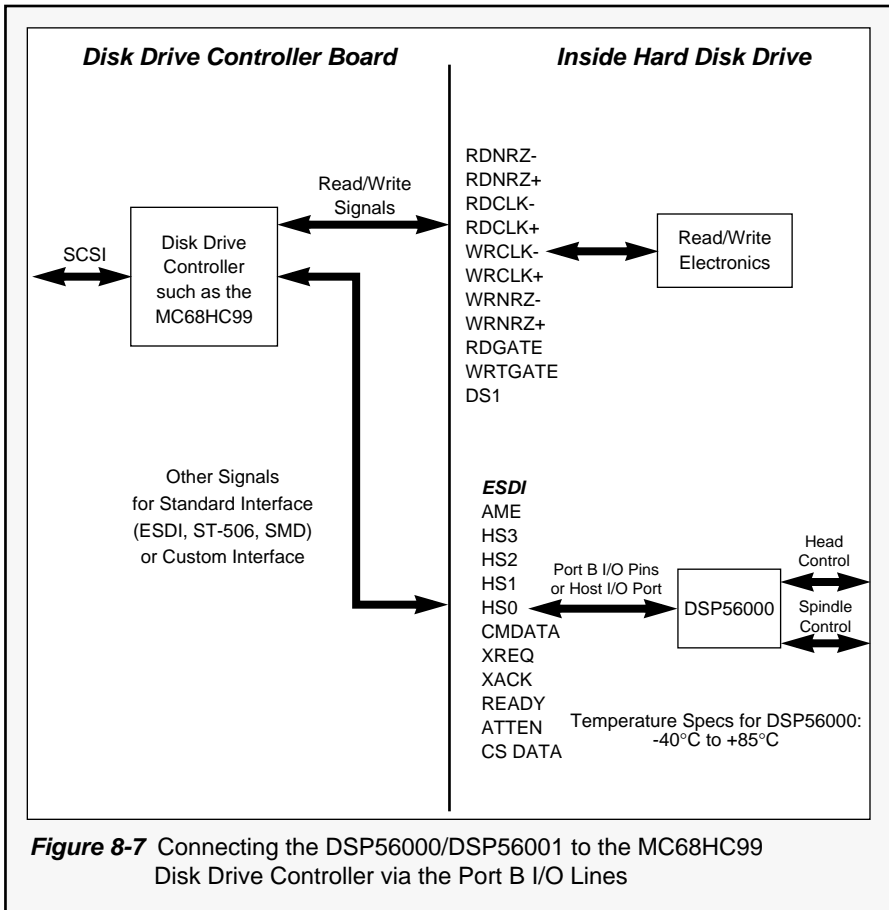 Disk Drive Controller Board
Inside Hard Disk Drive
SCSI
Disk Drive
Controller
such as the
MC68HC99
Read/Write
Signals
RDNRZ-
RDNRZ+
RDCLK-
RDCLK+
WRCLK-
WRCLK+
WRNRZ-
WRNRZ+
RDGATE
WRTGATE
DS1
Read/Write
Electronics
Other Signals
for Standard Interface
(ESDI, ST-506, SMD)
or Custom Interface
ESDI
AME
HS3
HS2
HS1
HS0
CMDATA
XREQ
XACK
READY
ATTEN
CS DATA
Port B I/O Pins
or Host I/O Port
DSP56000
Head
Control
Spindle
Control
Temperature Specs for DSP56000:
-40°C to +85°C
Figure 8-7 Connecting the DSP56000/DSP56001 to the MC68HC99
Disk Drive Controller via the Port B I/O Lines